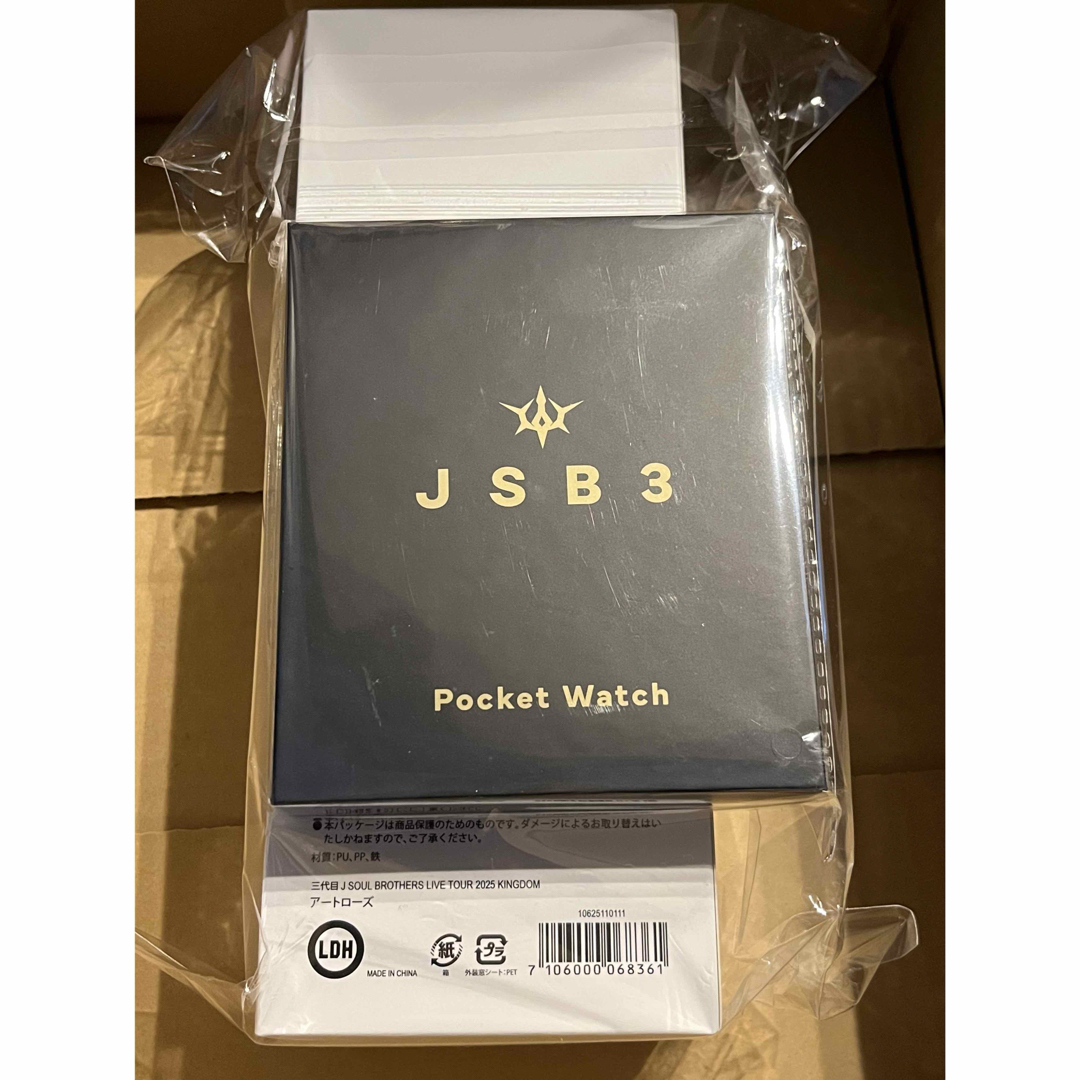 JSB3
Pocket Watch
●本パッケージは商品保護のためのものです。ダメージによるお取り替えはい
たしかねますので、ご了承ください。
材質:PU、PP、鉄
三代目 J SOUL BROTHERS LIVE TOUR 2025 KINGDOM
アートローズ
LDH
MADE IN CHINA
紙
箱
プラ
外装窓シート:PET
10625110111
7 106000 068361